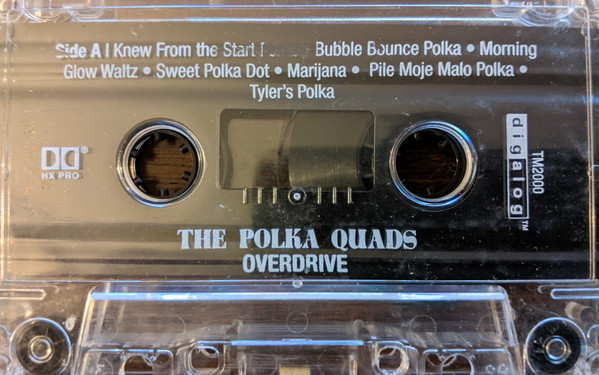 Side A I Knew From the Start Bubble Bounce Polka • Morning
Glow Waltz • Sweet Polka Dot • Marijana • Pile Moje Malo Polka •
Tyler's Polka
HX PRO
digalog™
TM2000
THE POLKA QUADS
OVERDRIVE